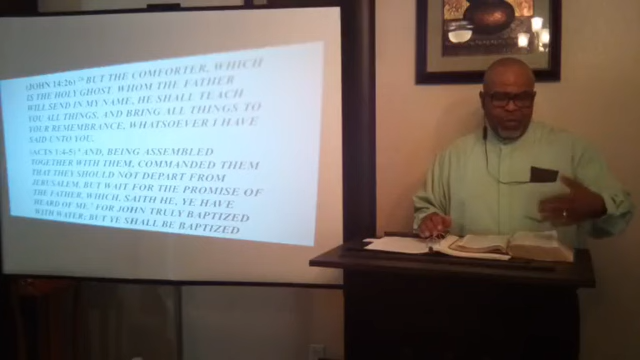 (JOHN 14:26) 26 BUT THE COMFORTER, WHICH
IS THE HOLY GHOST, WHOM THE FATHER
WILL SEND IN MY NAME, HE SHALL TEACH
YOU ALL THINGS, AND BRING ALL THINGS TO
YOUR REMEMBRANCE, WHATSOEVER I HAVE
SAID UNTO YOU.
(ACTS 1:4-5) 4 AND, BEING ASSEMBLED
TOGETHER WITH THEM, COMMANDED THEM
THAT THEY SHOULD NOT DEPART FROM
JERUSALEM, BUT WAIT FOR THE PROMISE OF
THE FATHER, WHICH, SAITH HE, YE HAVE
HEARD OF ME. 5 FOR JOHN TRULY BAPTIZED
WITH WATER; BUT YE SHALL BE BAPTIZED